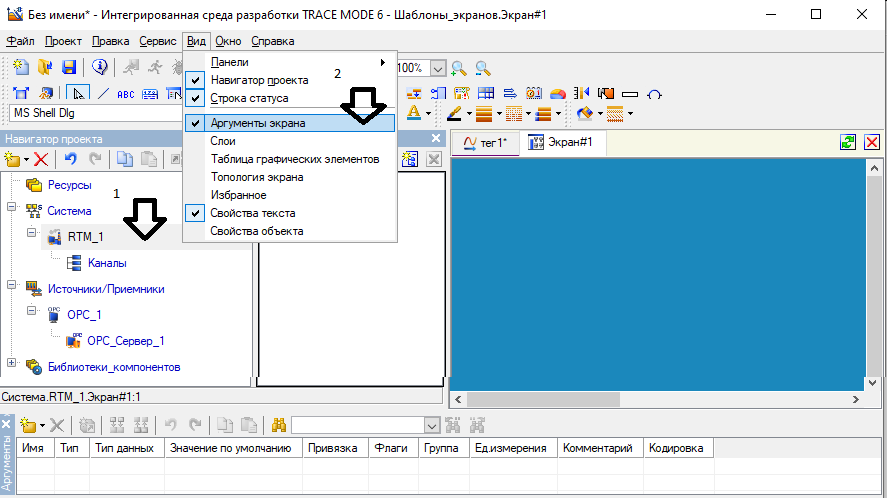 Без имени* - Интегрированная среда разработки TRACE MODE 6 - Шаблоны_экранов.Экран#1
Файл Проект Правка Сервис Вид Окно Справка
Панели
Навигатор проекта
Строка статуса
Аргументы экрана
Слои
Таблица графических элементов
Топология экрана
Избранное
Свойства текста
Свойства объекта
2
100%
ABC
MS Shell Dlg
Навигатор проекта
тег1*
Экран#1
Ресурсы
1
Система
RTM_1
Каналы
Источники/Приемники
OPC_1
OPC_Сервер_1
Библиотеки_компонентов
Система.RTM_1.Экран#1:1
Аргументы
Имя Тип Тип данных Значение по умолчанию Привязка Флаги Группа Ед.измерения Комментарий Кодировка